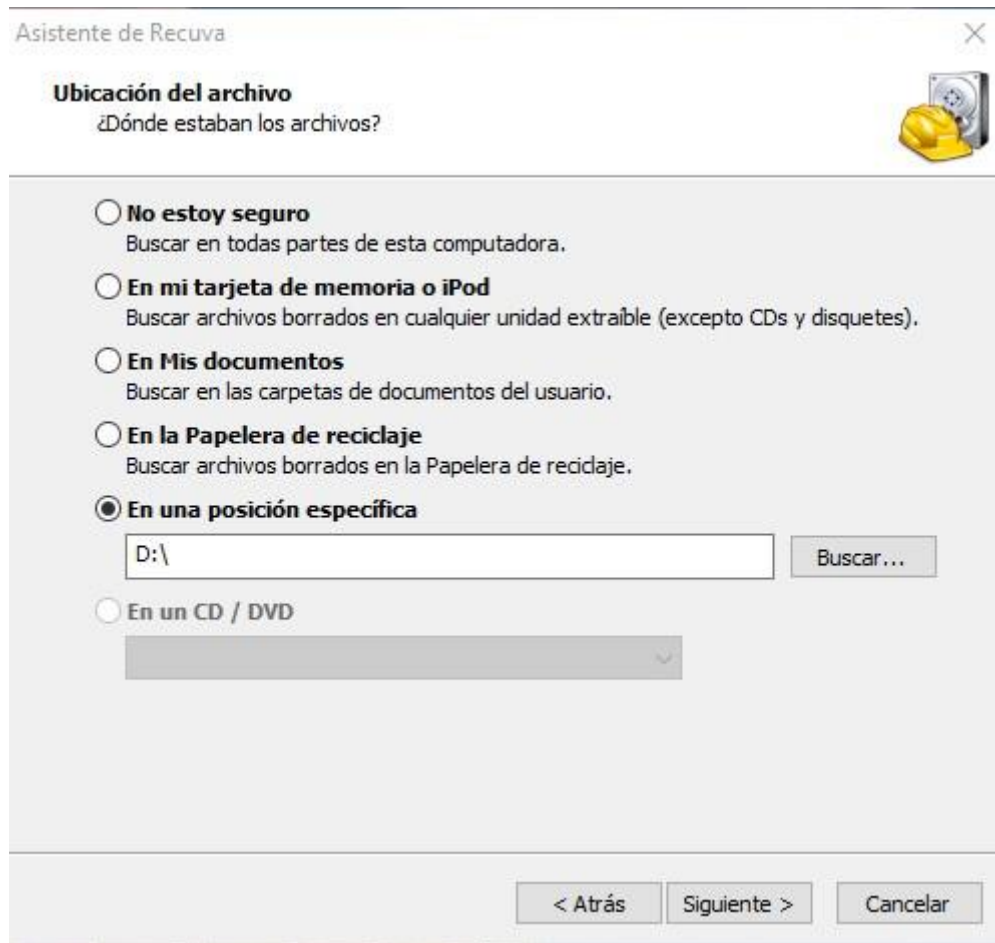 Asistente de Recuva
Ubicación del archivo
¿Dónde estaban los archivos?
No estoy seguro
Buscar en todas partes de esta computadora.
En mi tarjeta de memoria o iPod
Buscar archivos borrados en cualquier unidad extraíble (excepto CDs y disquetes).
En Mis documentos
Buscar en las carpetas de documentos del usuario.
En la Papelera de reciclaje
Buscar archivos borrados en la Papelera de reciclaje.
En una posición específica
D:\
Buscar...
En un CD / DVD
< Atrás
Siguiente >
Cancelar